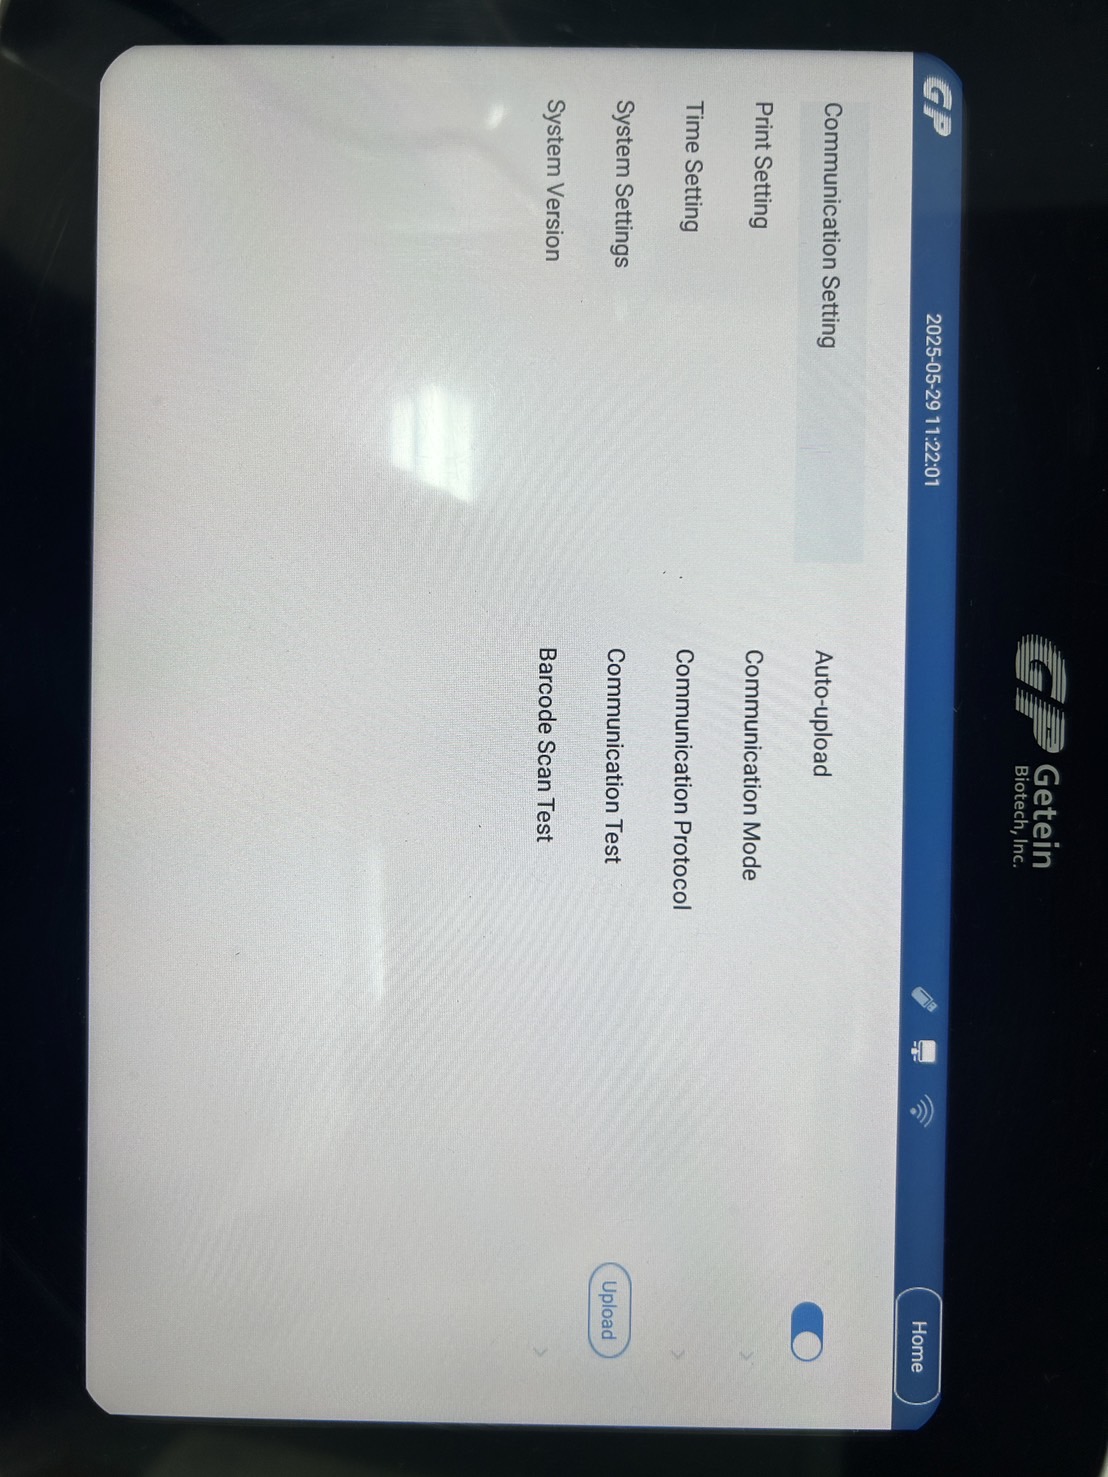 GP Getein
Biotech, Inc.
GP
2025-05-29 11:22:01
Home
Communication Setting
Print Setting
Time Setting
System Settings
System Version
Auto-upload
Communication Mode
Communication Protocol
Communication Test
Upload
Barcode Scan Test